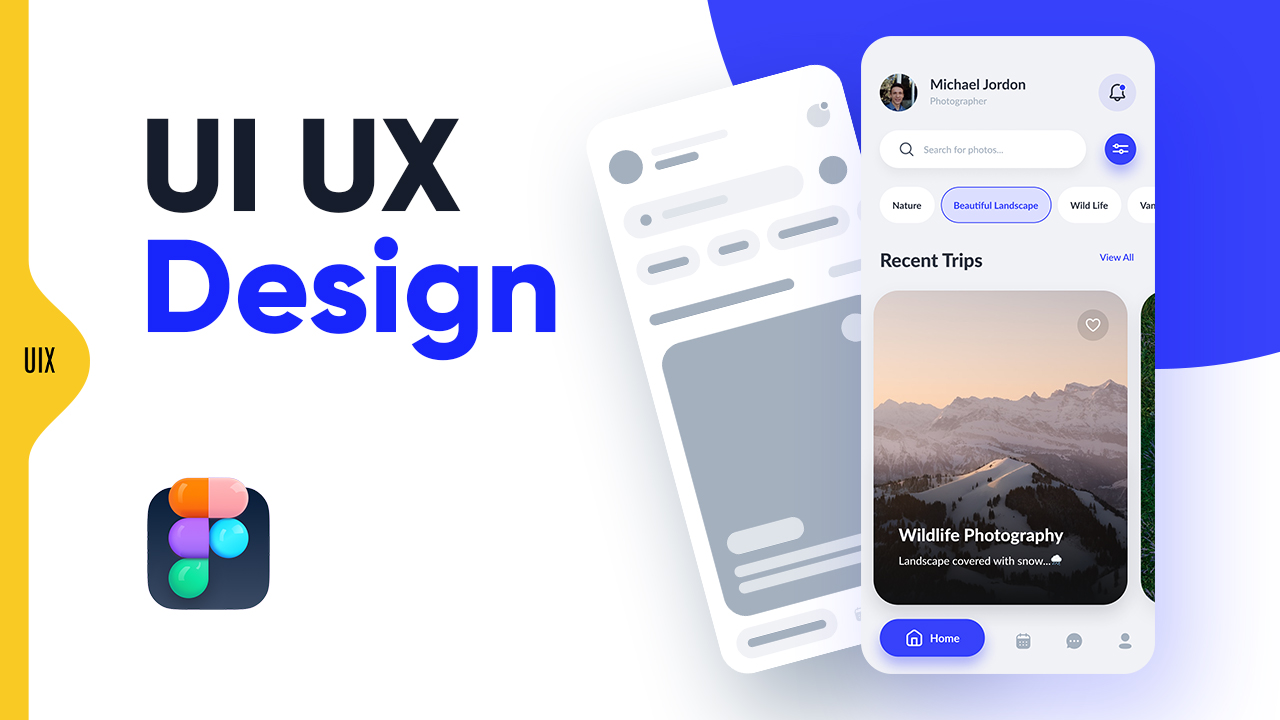 UI UX
Design
UIX
Michael Jordon
Photographer
Search for photos...
Nature
Beautiful Landscape
Wild Life
Van
Recent Trips
View All
Wildlife Photography
Landscape covered with snow...🌨
Home